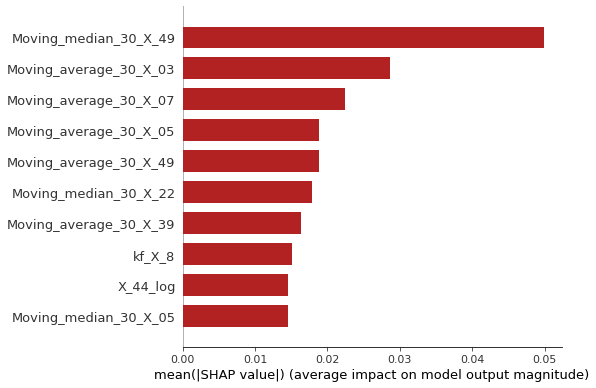 Moving_median_30_X_49
Moving_average_30_X_03
Moving_average_30_X_07
Moving_average_30_X_05
Moving_average_30_X_49
Moving_median_30_X_22
Moving_average_30_X_39
kf_X_8
X_44_log
Moving_median_30_X_05
0.00 0.01 0.02 0.03 0.04 0.05
mean(|SHAP value|) (average impact on model output magnitude)